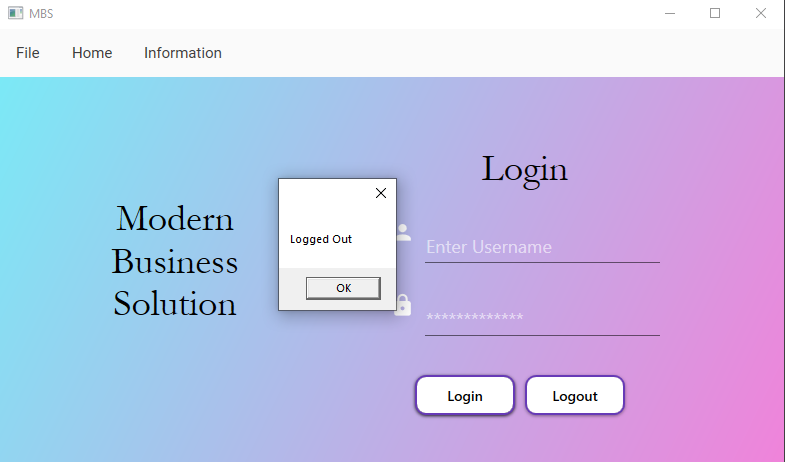 MBS
File Home Information
Login
Modern
Business
Solution
Logged Out
OK
Enter Username
*************
Login Logout